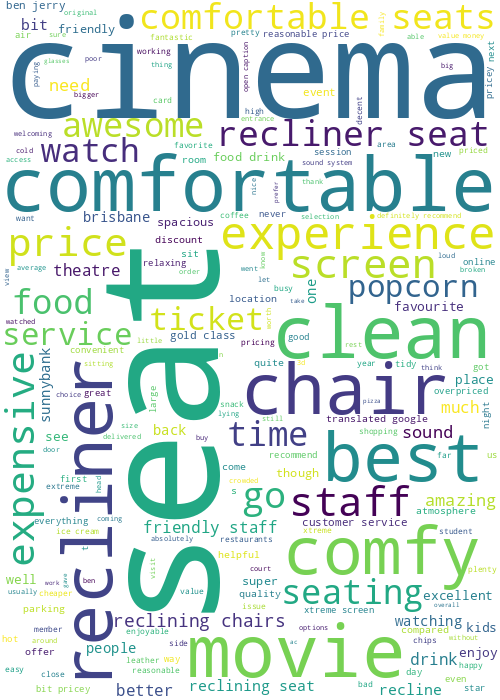 ben jerry
original
comfortable seats
bit
friendly
fantastic
pretty
reasonable price
family
able
value money
air
sure
poor
working
cinema
paying
glasses
thing
need
bigger
card
open caption
event
big
pricey
next
high
decent
awesome
entrance
welcoming
recliner seat
watch
cold
access
favorite
area
room
food drink
session
sound system
new
priced
comfortable
nice
prefer
thank
want
brisbane
coffee
never
selection
definitely recommend
spacious
price
experience
discount
sit
know
loud
view
average
theatre
relaxing
order
went
screen
online
broken
let
busy
take
one
popcorn
food
location
favourite
watched
ticket
worth
service
gold class
good
clean
little
pricing
rest
seat
convenient
quite
year
tidy
think
got
sunnybank
sitting
chair
place
expensive
choice
great
large
snack
lying
pizza
overpriced
size
still
translated google
much
night
see
delivered
back
buy
time
shopping
sound
door
recommend
best
far
us
first
extreme
head
come
crowded
though
amazing
recliner
s
go
staff
atmosphere
everything
coming
friendly staff
customer service
student
ice cream
t
absolutely
restaurants
xtreme
comfy
well
usually
work
cheaper
gave
ben
visit
value
helpful
court
super
quality
plenty
seating
excellent
parking
issue
xtreme screen
overall
member
reclining chairs
watching
kids
hot
around
people
enjoyable
options
compared
without
offer
side
movie
ac
chips
enjoy
easy
close
leather
way
reasonable
drink
day
happy
bit pricey
better
reclining seat
bad
recline
even
star